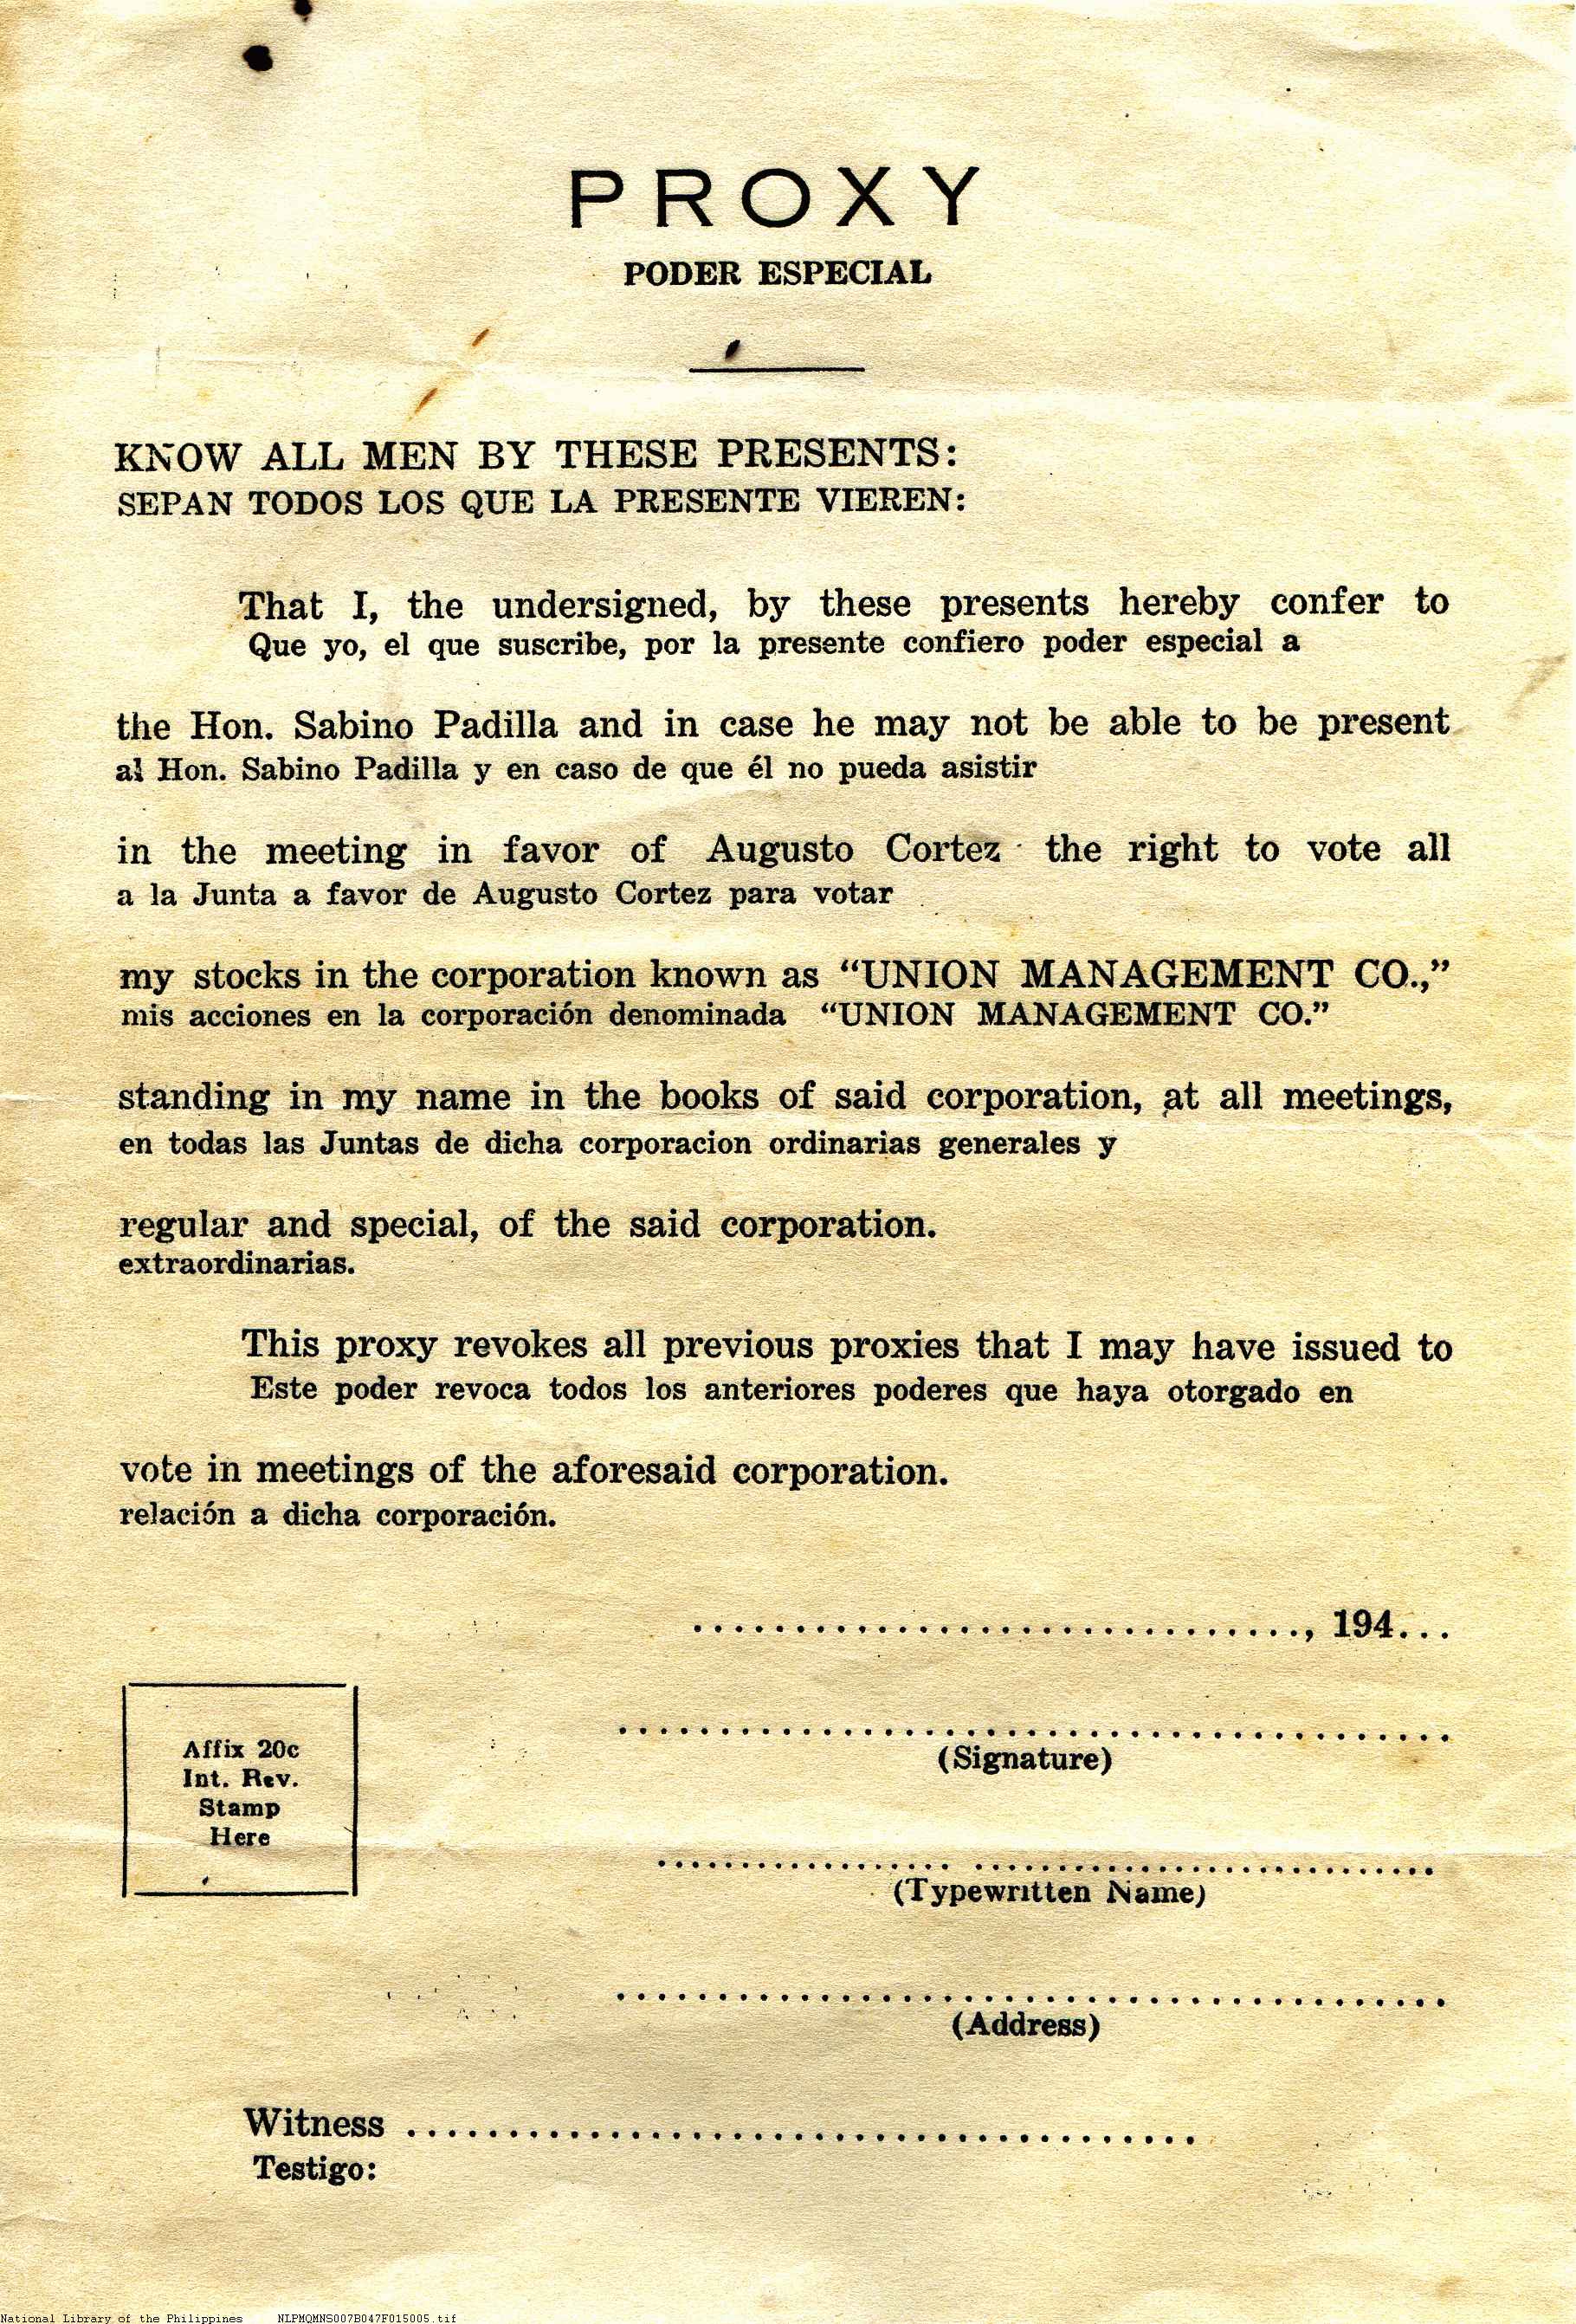 PROXY
PODER ESPECIAL
KNOW ALL MEN BY THESE PRESENTS:
SEPAN TODOS LOS QUE LA PRESENTE VIEREN:
That I, the undersigned, by these presents hereby confer to
Que yo, el que suscribe, por la presente confiero poder especial a
the Hon. Sabino Padilla and in case he may not be able to be present
al Hon. Sabino Padilla y en caso de que él no pueda asistir
in the meeting in favor of Augusto Cortez the right to vote all
a la Junta a favor de Augusto Cortez para votar
my stocks in the corporation known as “UNION MANAGEMENT CO.,”
mis acciones en la corporación denominada “UNION MANAGEMENT CO.”
standing in my name in the books of said corporation, at all meetings,
en todas las Juntas de dicha corporacion ordinarias generales y
regular and special, of the said corporation.
extraordinarias.
This proxy revokes all previous proxies that I may have issued to
Este poder revoca todos los anteriores poderes que haya otorgado en
vote in meetings of the aforesaid corporation.
relación a dicha corporación.
.............................., 194...
Affix 20c
Int. Rev.
Stamp
Here
(Signature)
(Typewritten Name)
(Address)
Witness .......................................
Testigo:
National Library of the Philippines NLPMQMNS007B047F015005.tif